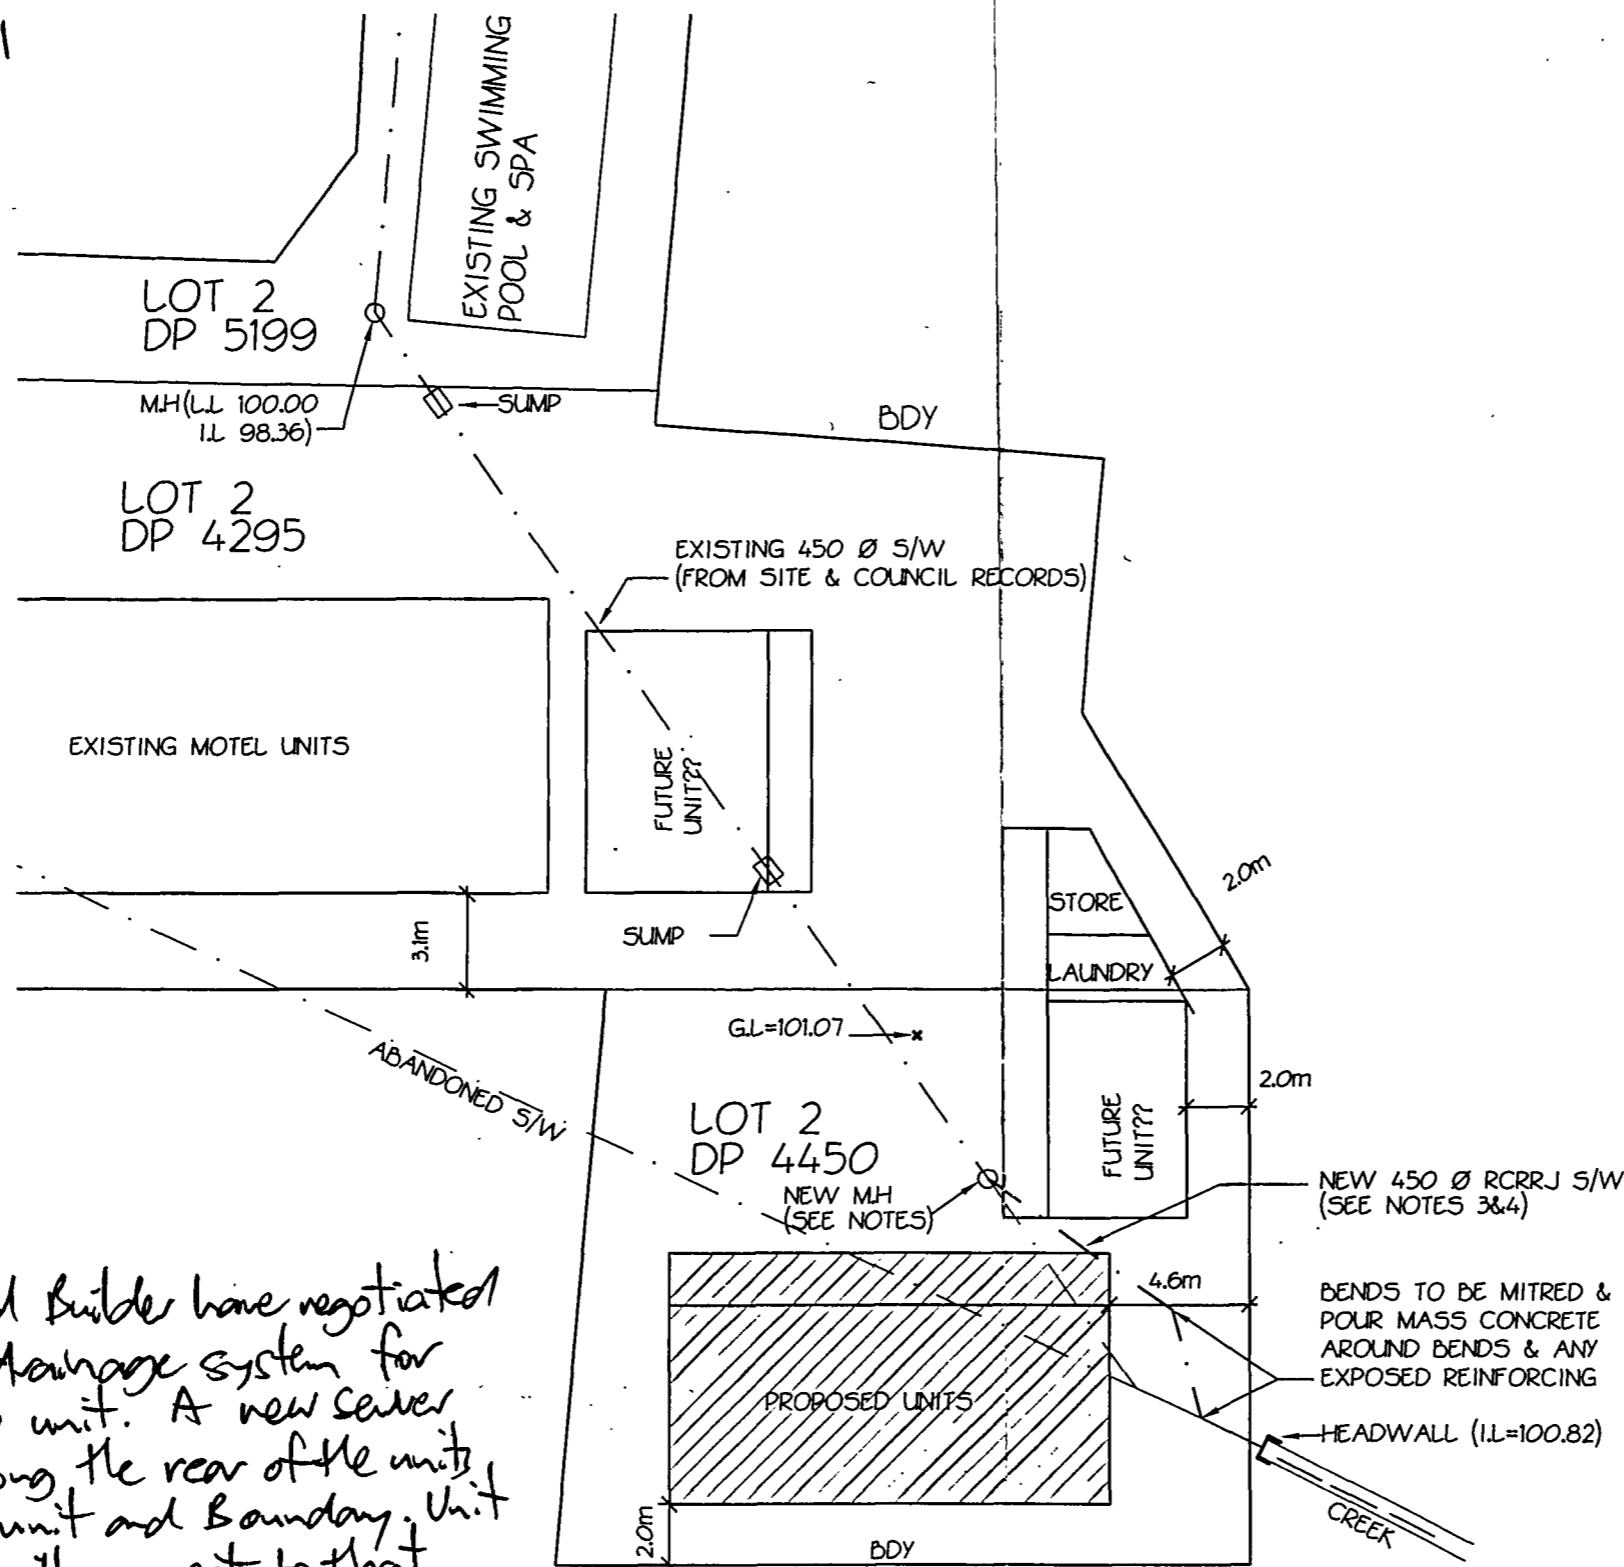 EXISTING SWIMMING
POOL & SPA
LOT 2
DP 5199
M.H(L.L 100.00
I.L 98.36)
SUMP
BDY
LOT 2
DP 4295
EXISTING 450 Ø S/W
(FROM SITE & COUNCIL RECORDS)
EXISTING MOTEL UNITS
FUTURE
UNIT??
SUMP
3.1m
STORE
LAUNDRY
2.0m
G.L=101.07
ABANDONED S/W
2.0m
LOT 2
DP 4450
NEW M.H
(SEE NOTES)
FUTURE
UNIT??
NEW 450 Ø RCRRJ S/W
(SEE NOTES 3&4)
4.6m
BENDS TO BE MITRED &
POUR MASS CONCRETE
AROUND BENDS & ANY
EXPOSED REINFORCING
PROPOSED UNITS
HEADWALL (I.L=100.82)
CREEK
2.0m
BDY
Builder have negotiated
drainage system for
unit. A new sewer
the rear of the units
unit and Boundary. Unit